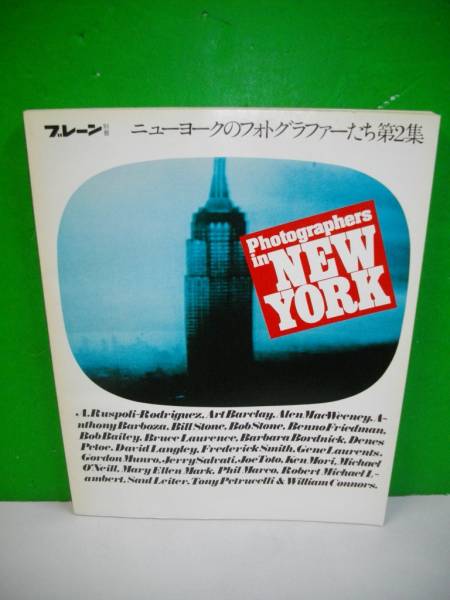 ブレーン 別冊 ニューヨークのフォトグラファーたち第2集
Photographers
in NEW
YORK
A.Ruspoli-Rodriguez, Art Barclay, Alen MacWeeney, A-
nthony Barboza, Bill Stone, Bob Stone, Benno Friedman,
Bob Bailey, Bruce Laurence, Barbara Bordnick, Denes
Petoe, David Langley, Frederick Smith, Gene Laurents,
Gordon Munro, Jerry Salvati, Joe Toto, Ken Mori, Michael
O'Neill, Mary Ellen Mark, Phil Marco, Robert Michael L-
ambert, Saul Leiter, Tony Petrucelli & William Connors.